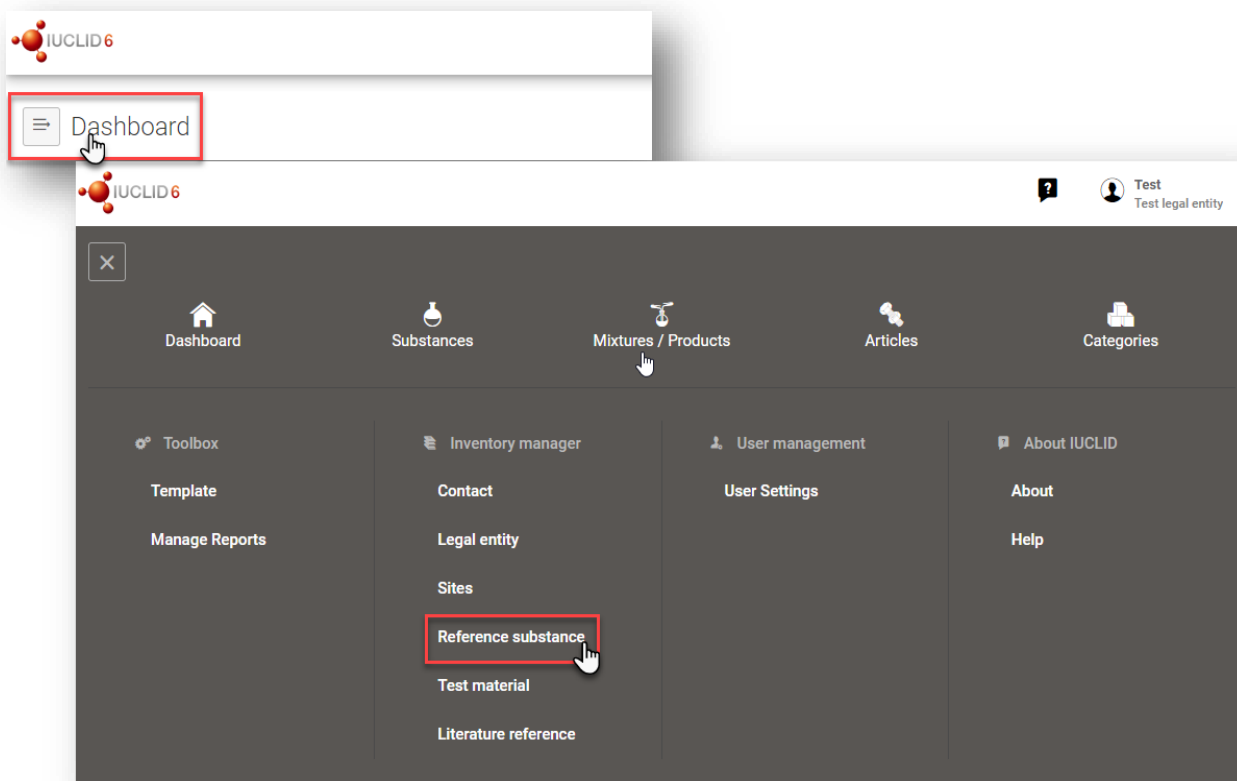 IUCLID 6
Dashboard
IUCLID 6
?
Test
Test legal entity
Dashboard
Substances
Mixtures / Products
Articles
Categories
Toolbox
Template
Manage Reports
Inventory manager
Contact
Legal entity
Sites
Reference substance
Test material
Literature reference
User management
User Settings
About IUCLID
About
Help